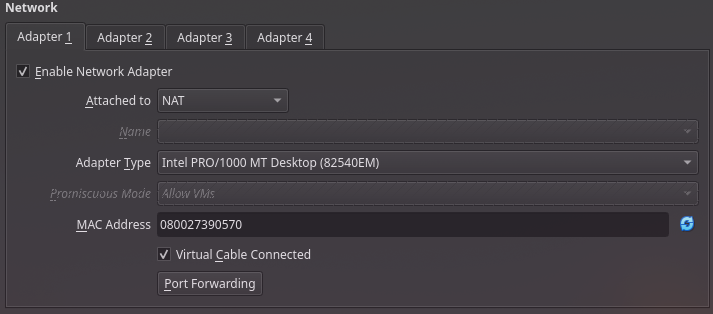 Network
Adapter 1 Adapter 2 Adapter 3 Adapter 4
Enable Network Adapter
Attached to NAT
Name
Adapter Type Intel PRO/1000 MT Desktop (82540EM)
Promiscuous Mode Allow VMs
MAC Address 080027390570
Virtual Cable Connected
Port Forwarding